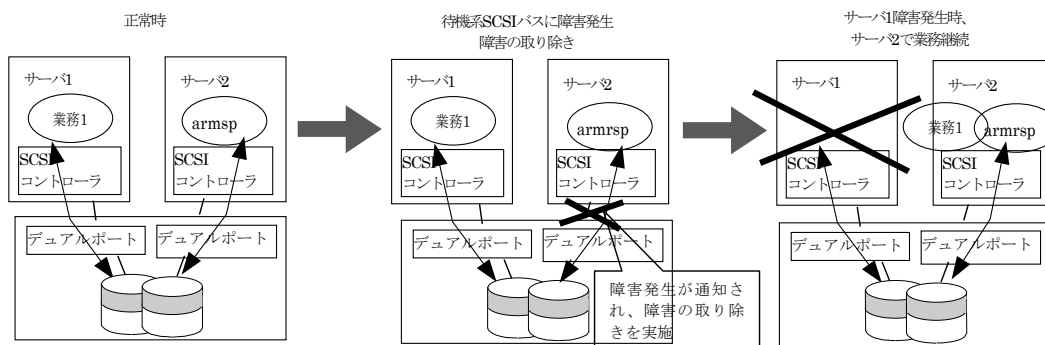 正常時
サーバ1
サーバ2
業務1
armsp
SCSI
コントローラ
SCSI
コントローラ
デュアルポート
デュアルポート
待機系SCSIバスに障害発生
障害の取り除き
サーバ1
サーバ2
業務1
armrsp
SCSI
コントローラ
SCSI
コントローラ
デュアルポート
デュアルポート
障害発生が通知さ
れ、障害の取り除
きを実施
サーバ1障害発生時、
サーバ2で業務継続
サーバ1
サーバ2
業務1
armrsp
SCSI
コントローラ
SCSI
コントローラ
デュアルポート
デュアルポート